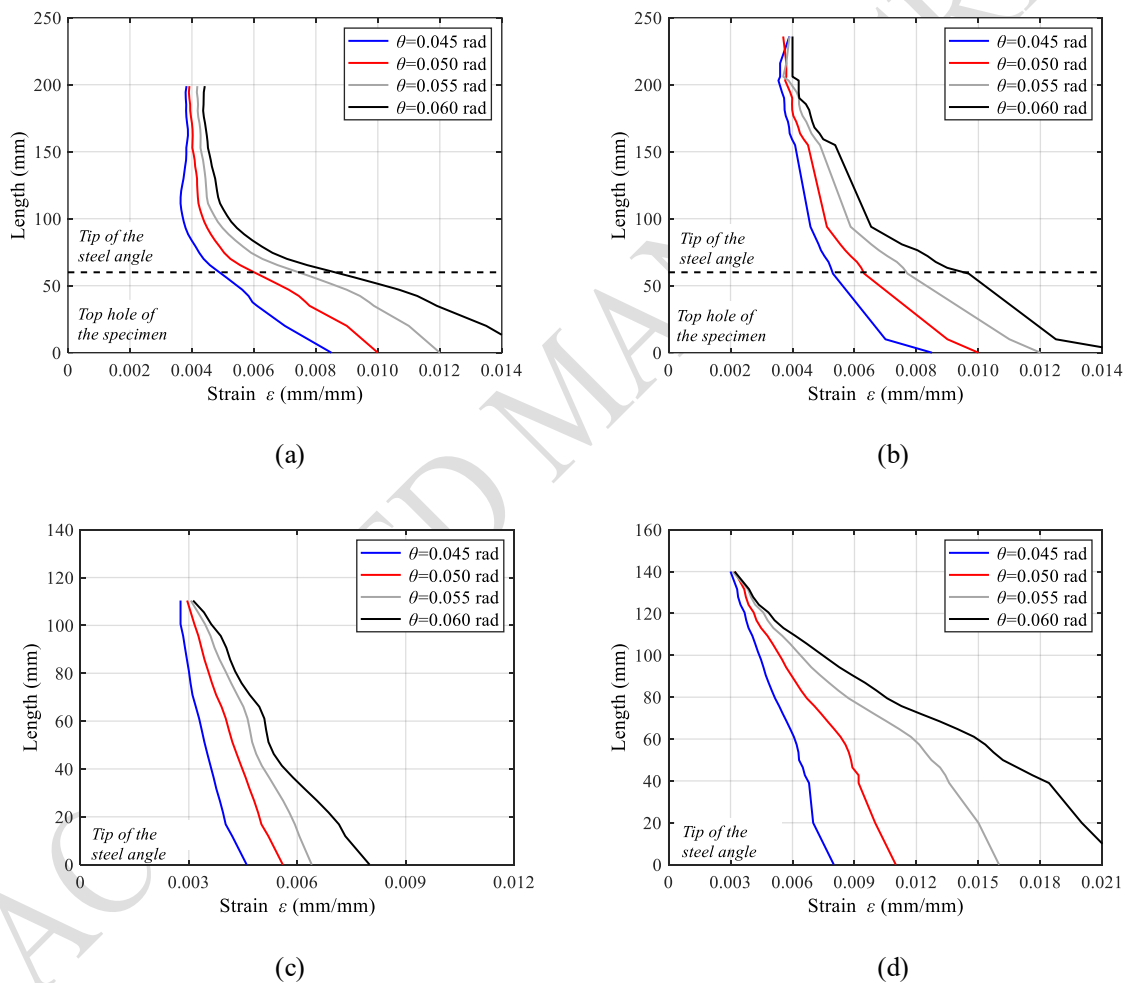 250
200
150
100
50
0
Length (mm)
θ=0.045 rad
θ=0.050 rad
θ=0.055 rad
θ=0.060 rad
Tip of the
steel angle
Top hole of
the specimen
0 0.002 0.004 0.006 0.008 0.010 0.012 0.014
Strain ε (mm/mm)
(a)
250
200
150
100
50
0
Length (mm)
θ=0.045 rad
θ=0.050 rad
θ=0.055 rad
θ=0.060 rad
Tip of the
steel angle
Top hole of
the specimen
0 0.002 0.004 0.006 0.008 0.010 0.012 0.014
Strain ε (mm/mm)
(b)
140
120
100
80
60
40
20
0
Length (mm)
θ=0.045 rad
θ=0.050 rad
θ=0.055 rad
θ=0.060 rad
Tip of the
steel angle
0 0.003 0.006 0.009 0.012
Strain ε (mm/mm)
(c)
160
140
120
100
80
60
40
20
0
Length (mm)
θ=0.045 rad
θ=0.050 rad
θ=0.055 rad
θ=0.060 rad
Tip of the
steel angle
0 0.003 0.006 0.009 0.012 0.015 0.018 0.021
Strain ε (mm/mm)
(d)